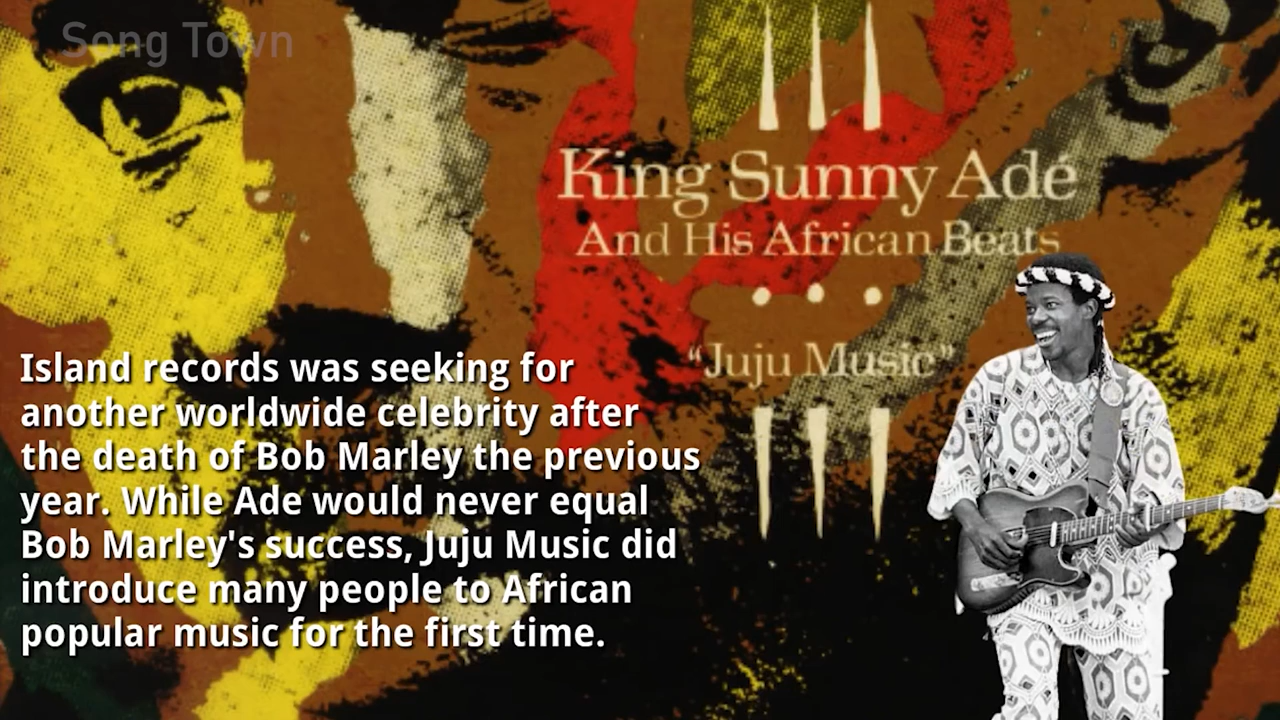 Song Town
King Sunny Adé
And His African Beats
"Juju Music"
Island records was seeking for
another worldwide celebrity after
the death of Bob Marley the previous
year. While Ade would never equal
Bob Marley's success, Juju Music did
introduce many people to African
popular music for the first time.